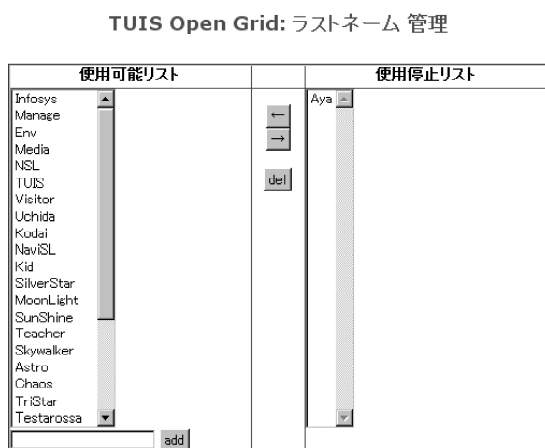 TUIS Open Grid: ラストネーム 管理
使用可能リスト
使用停止リスト
Infosys
Manage
Env
Media
NSL
TUIS
Visitor
Uchida
Kudai
NaviSL
Kid
SilverStar
MoonLight
SunShine
Teacher
Skywalker
Astro
Chaos
TriStar
Testarossa
add
←
→
del
Aya